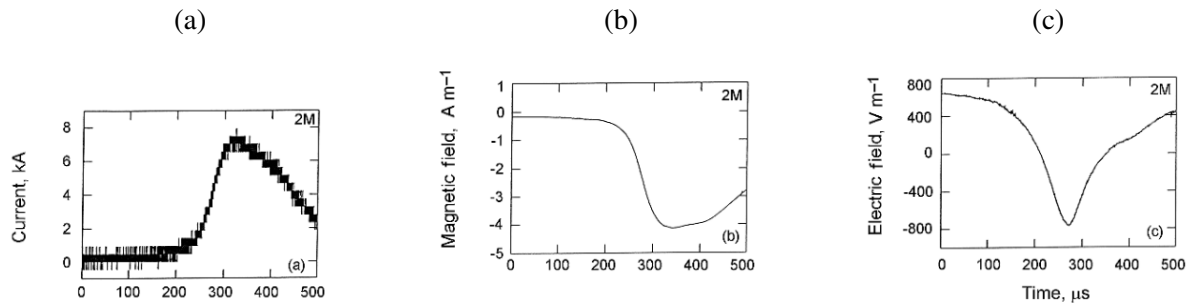 (a)
(b)
(c)
Current, kA
8
6
4
2
0
2M
(a)
0 100 200 300 400 500
Magnetic field, A m⁻¹
1
0
-1
-2
-3
-4
-5
2M
(b)
0 100 200 300 400 500
Electric field, V m⁻¹
800
400
0
-400
-800
2M
(c)
0 100 200 300 400 500
Time, μs